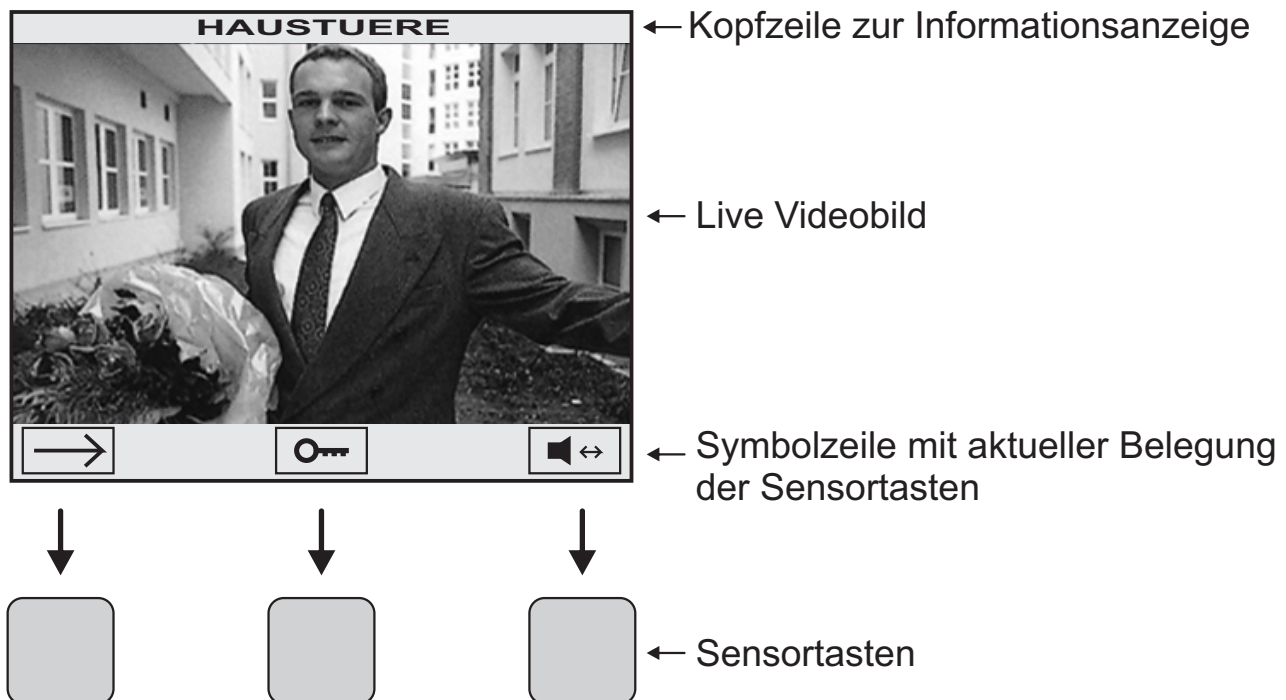 HAUSTUERE
Kopfzeile zur Informationsanzeige
Live Videobild
Symbolzeile mit aktueller Belegung
der Sensortasten
Sensortasten